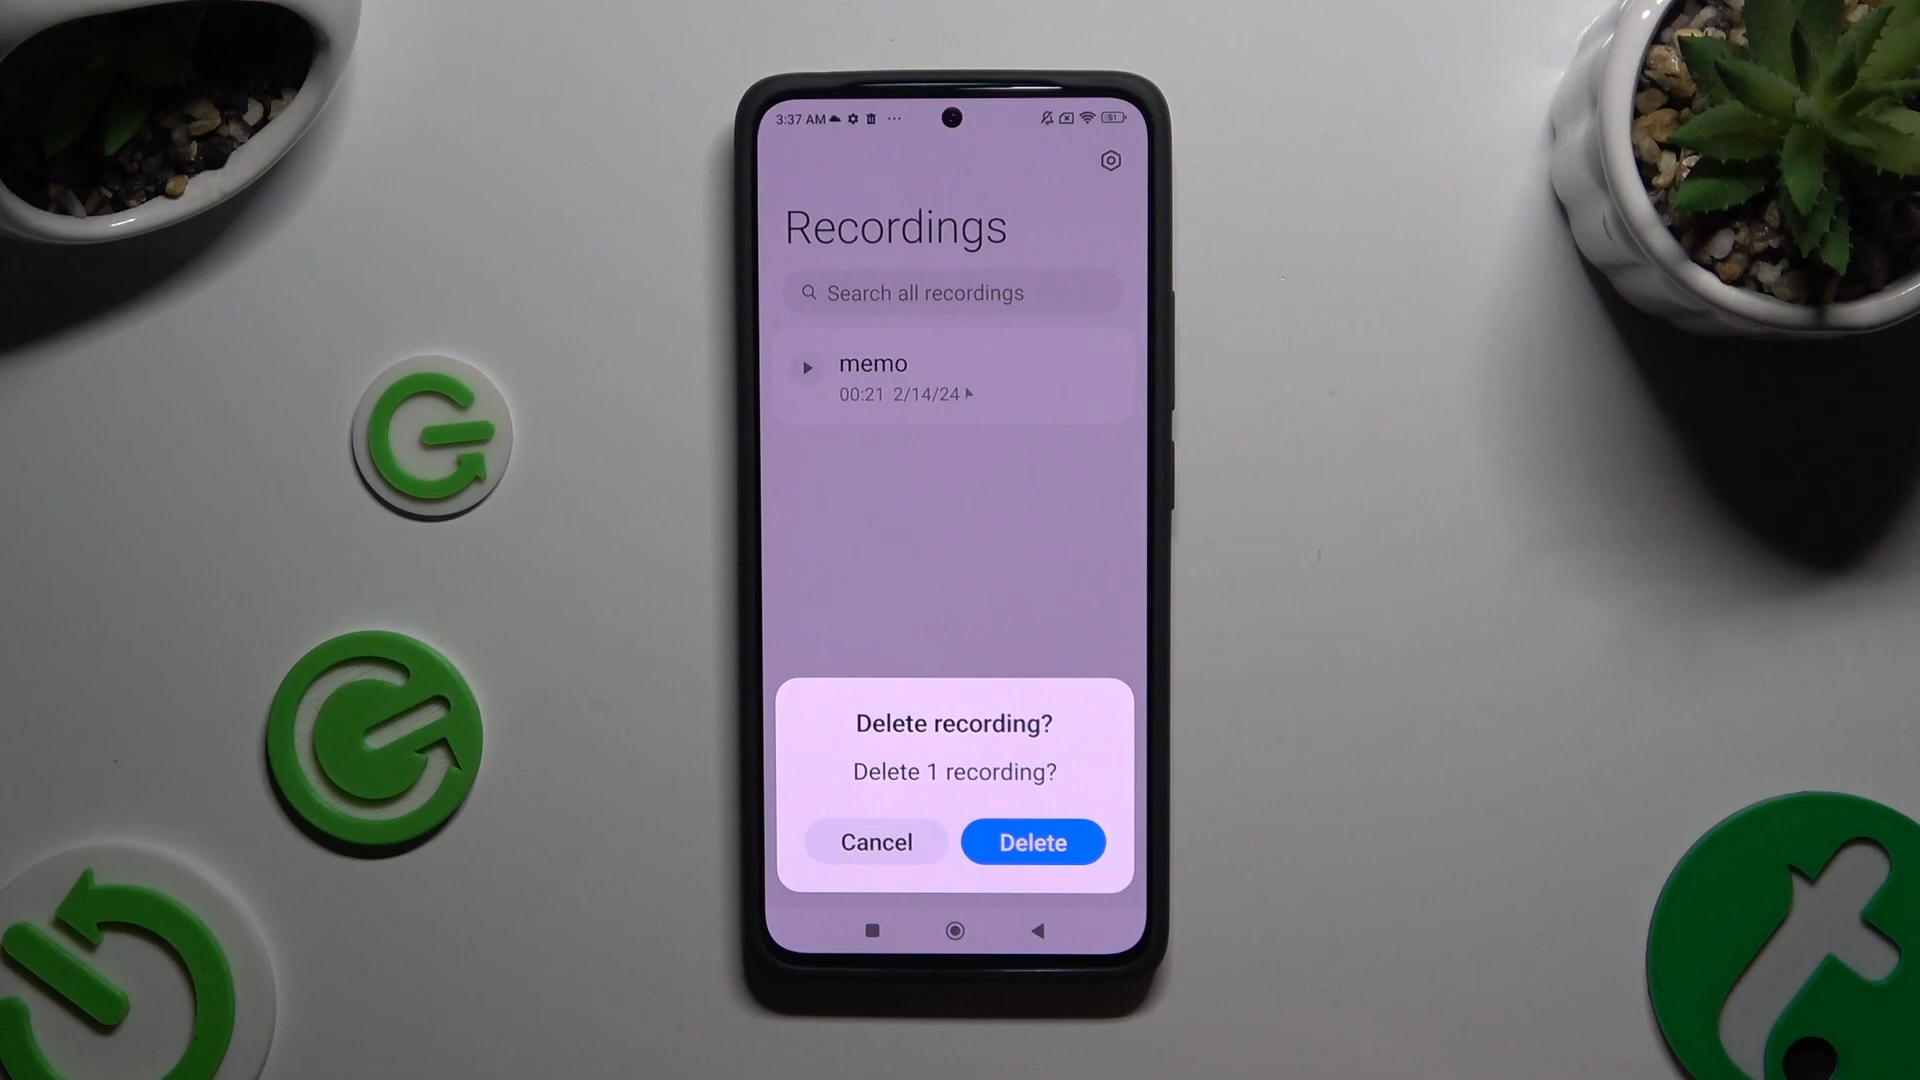 3:37 AM
51
Recordings
Search all recordings
memo
00:21 2/14/24
Delete recording?
Delete 1 recording?
Cancel
Delete